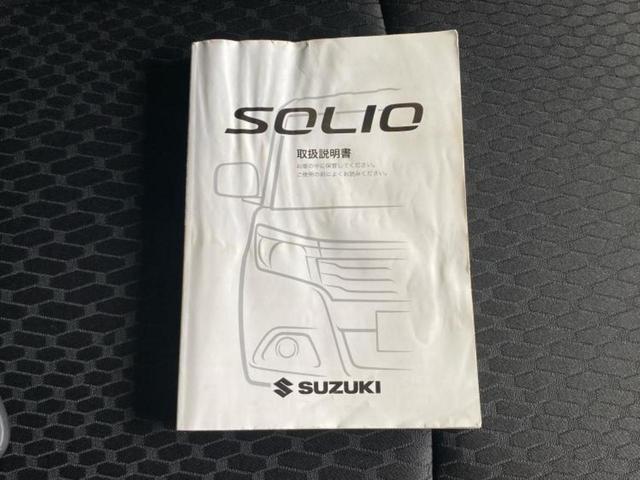 SOLIO
取扱説明書
お車の中に保管してください。
ご使用の前によくお読みください。
SUZUKI